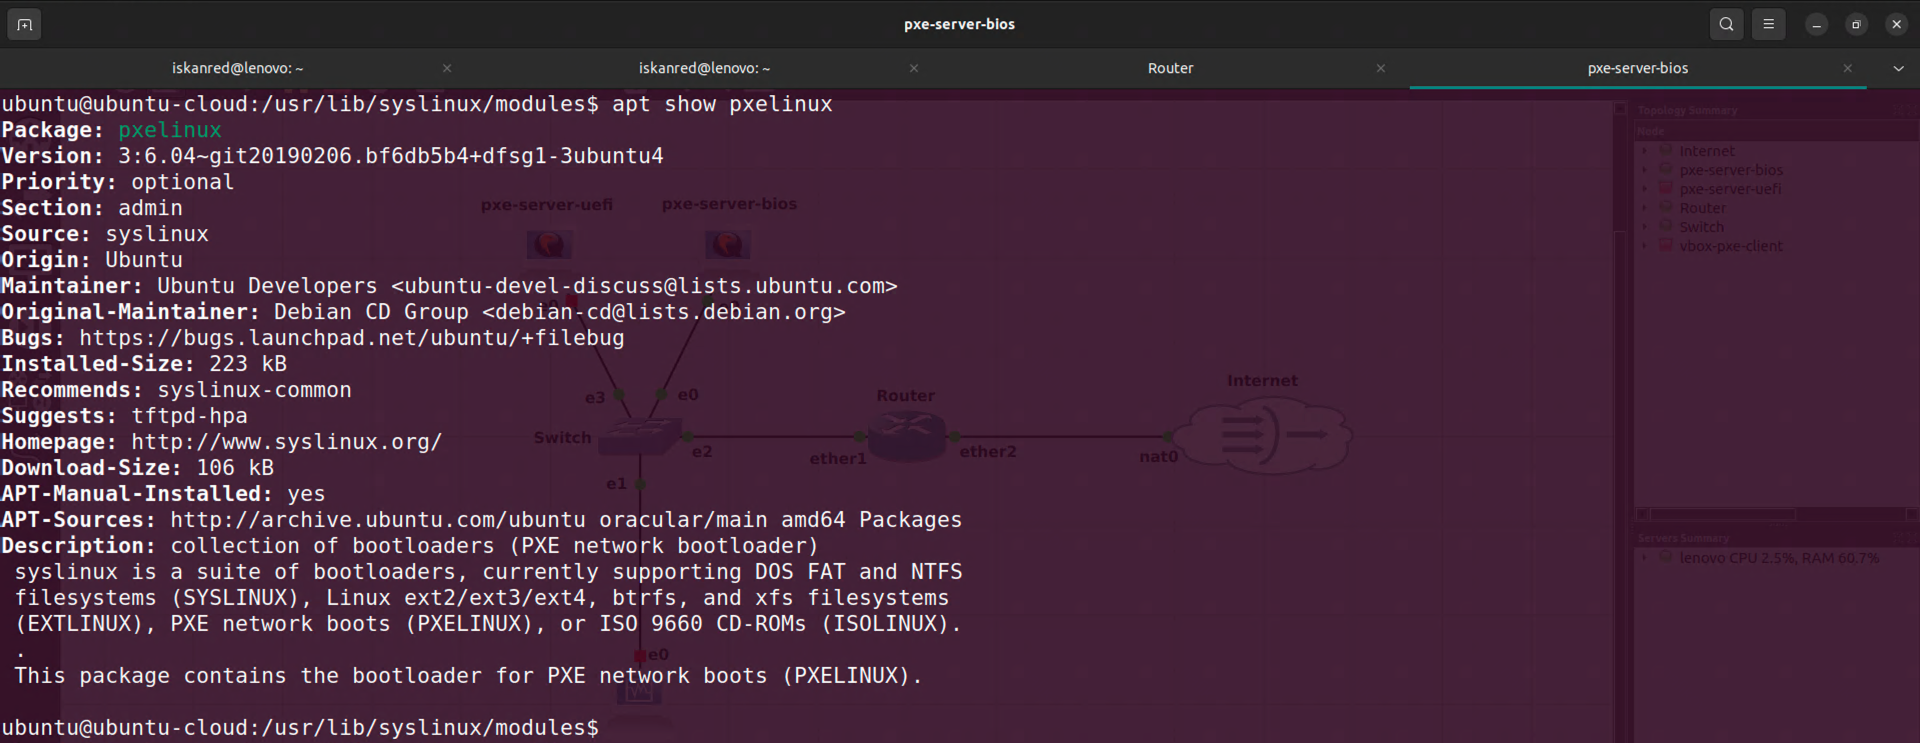 pxe-server-bios
iskanred@lenovo: ~
iskanred@lenovo: ~
Router
pxe-server-bios
ubuntu@ubuntu-cloud:/usr/lib/syslinux/modules$ apt show pxelinux
Package: pxelinux
Version: 3:6.04~git20190206.bf6db5b4+dfsg1-3ubuntu4
Priority: optional
Section: admin
Source: syslinux
Origin: Ubuntu
Maintainer: Ubuntu Developers <ubuntu-devel-discuss@lists.ubuntu.com>
Original-Maintainer: Debian CD Group <debian-cd@lists.debian.org>
Bugs: https://bugs.launchpad.net/ubuntu/+filebug
Installed-Size: 223 kB
Recommends: syslinux-common
Suggests: tftpd-hpa
Homepage: http://www.syslinux.org/
Download-Size: 106 kB
APT-Manual-Installed: yes
APT-Sources: http://archive.ubuntu.com/ubuntu oracular/main amd64 Packages
Description: collection of bootloaders (PXE network bootloader)
syslinux is a suite of bootloaders, currently supporting DOS FAT and NTFS
filesystems (SYSLINUX), Linux ext2/ext3/ext4, btrfs, and xfs filesystems
(EXTLINUX), PXE network boots (PXELINUX), or ISO 9660 CD-ROMs (ISOLINUX).
.
This package contains the bootloader for PXE network boots (PXELINUX).
ubuntu@ubuntu-cloud:/usr/lib/syslinux/modules$
pxe-server-uefi
pxe-server-bios
e3
e0
Switch
e2
e1
e0
Router
ether1
ether2
Internet
nat0
Topology Summary
Node
Internet
pxe-server-bios
pxe-server-uefi
Router
Switch
vbox-pxe-client
Servers Summary
lenovo CPU 2.5%, RAM 60.7%